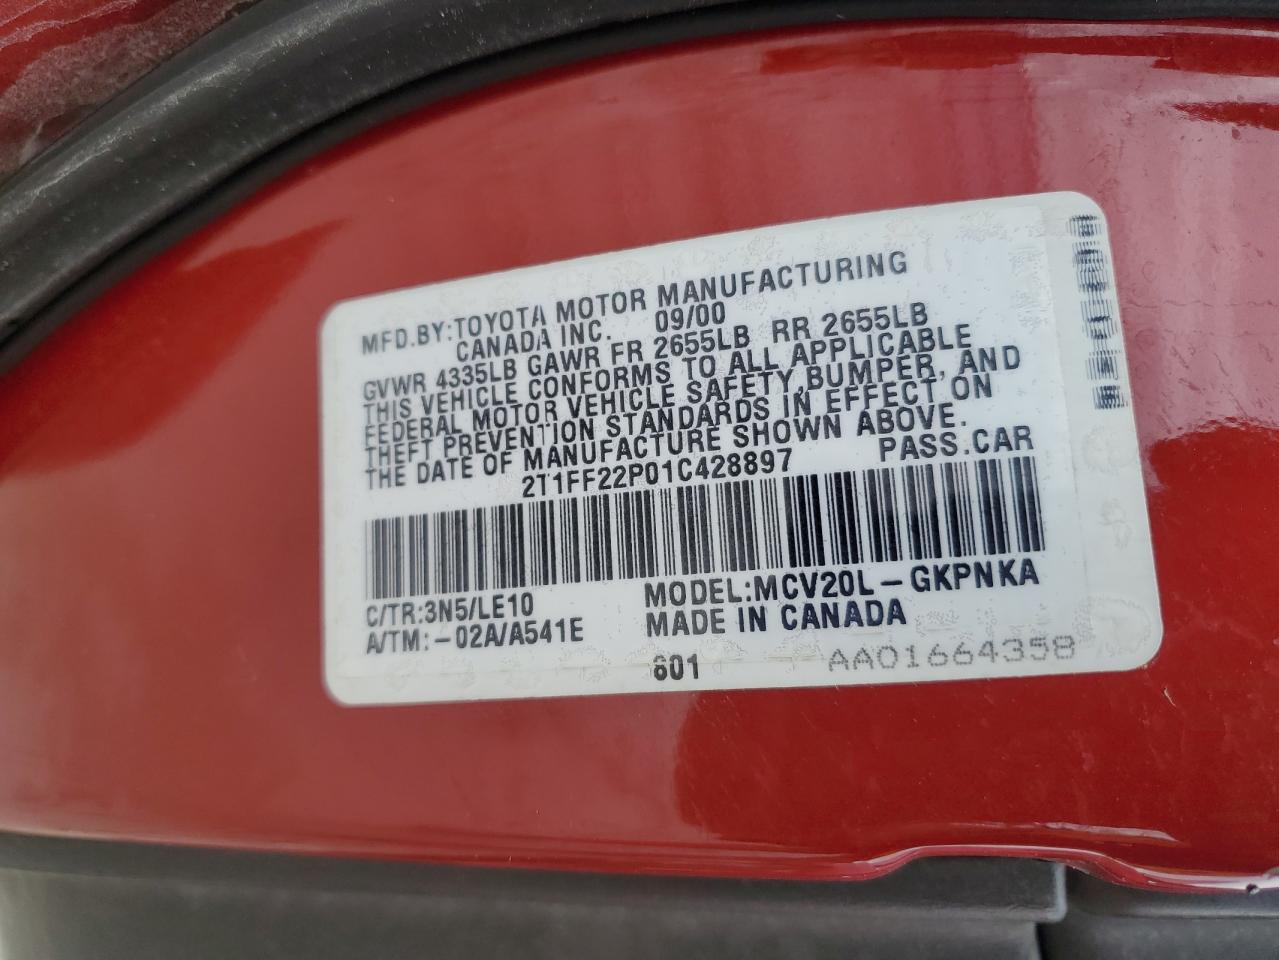 MFD.BY:TOYOTA MOTOR MANUFACTURING
CANADA INC. 09/00
GVWR 4335LB GAWR FR 2655LB RR 2655LB
THIS VEHICLE CONFORMS TO ALL APPLICABLE
FEDERAL MOTOR VEHICLE SAFETY,BUMPER, AND
THEFT PREVENTION STANDARDS IN EFFECT ON
THE DATE OF MANUFACTURE SHOWN ABOVE.
2T1FF22P01C428897 PASS.CAR
C/TR:3N5/LE10 MODEL:MCV20L-GKPNKA
A/TM:-02A/A541E MADE IN CANADA
601 AA01664358